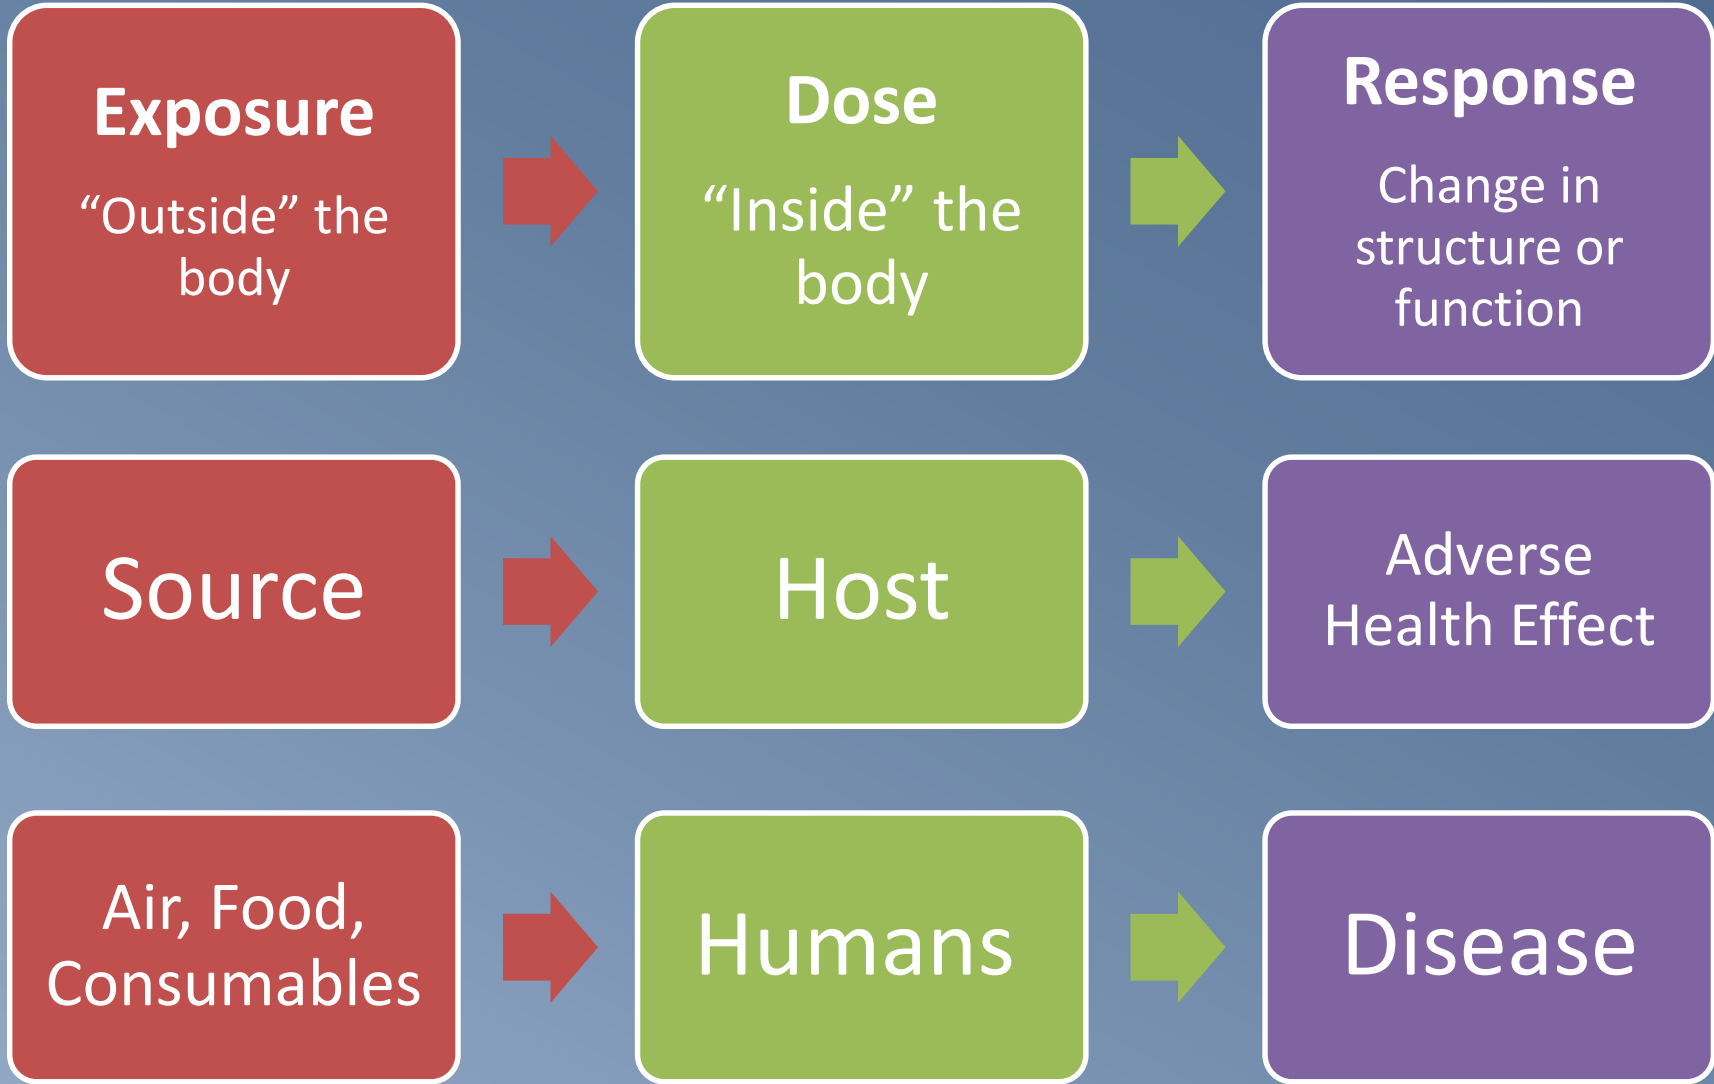 Exposure
“Outside” the
body
Dose
“Inside” the
body
Response
Change in
structure or
function
Source
Host
Adverse
Health Effect
Air, Food,
Consumables
Humans
Disease